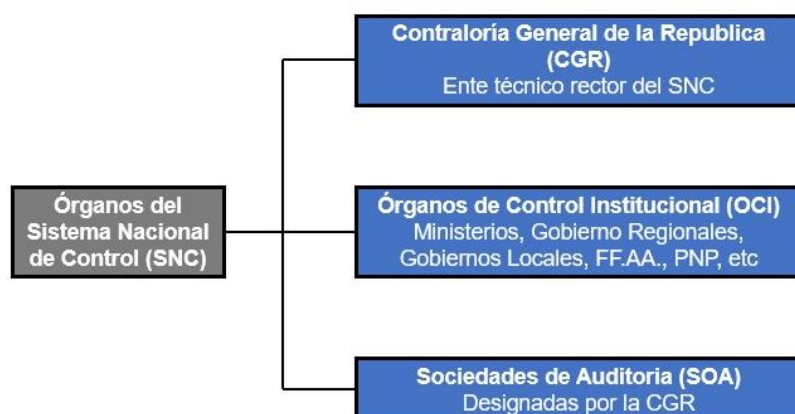 Contraloría General de la Republica
(CGR)
Ente técnico rector del SNC
Órganos del
Sistema Nacional
de Control (SNC)
Órganos de Control Institucional (OCI)
Ministerios, Gobierno Regionales,
Gobiernos Locales, FF.AA., PNP, etc
Sociedades de Auditoria (SOA)
Designadas por la CGR